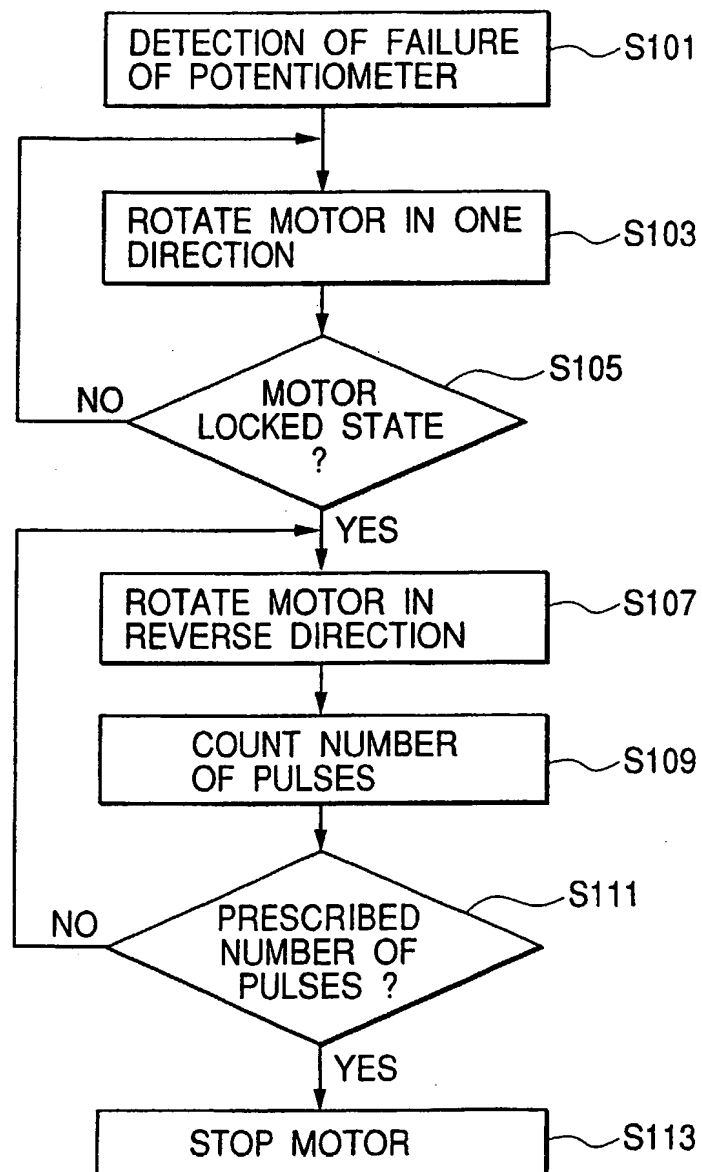 DETECTION OF FAILURE
OF POTENTIOMETER
S101
ROTATE MOTOR IN ONE
DIRECTION
S103
MOTOR
LOCKED STATE
?
S105
NO
YES
ROTATE MOTOR IN
REVERSE DIRECTION
S107
COUNT NUMBER
OF PULSES
S109
PRESCRIBED
NUMBER OF
PULSES ?
S111
NO
YES
STOP MOTOR
S113